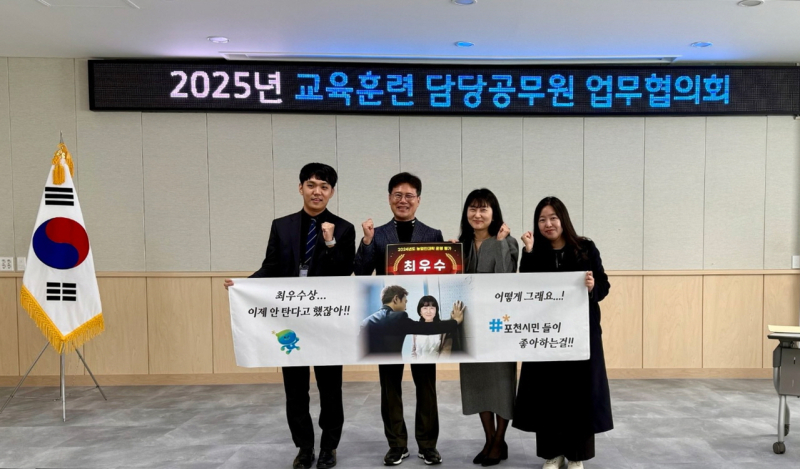 2025년 교육훈련 담당공무원 업무협의회
최우수
최우수상...
이제 안 탄다고 했잖아!!
어떻게 그래요...!
#*포천시민 들이
좋아하는걸!!